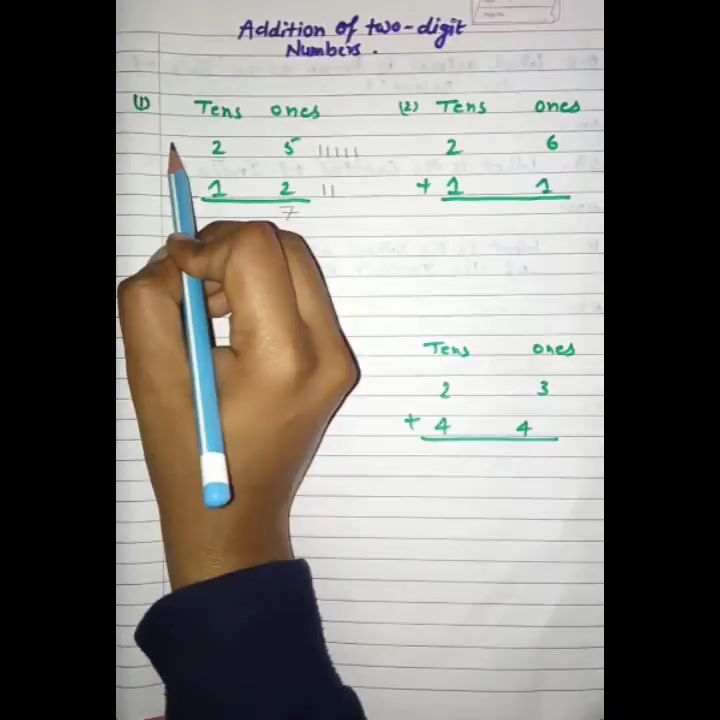 Addition of two-digit
Numbers.
(1) Tens ones
2 5 |||||
1 2 ||
7
(2) Tens ones
2 6
+ 1 1
Tens ones
2 3
+ 4 4